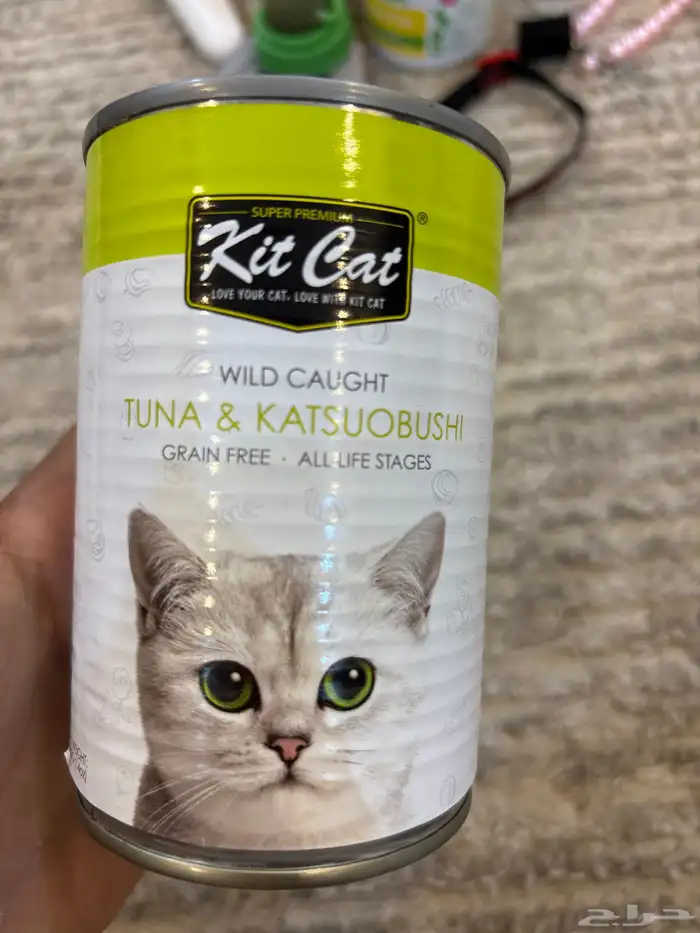 SUPER PREMIUM
Kit Cat ®
LOVE YOUR CAT, LOVE WITH KIT CAT
WILD CAUGHT
TUNA & KATSUOBUSHI
GRAIN FREE · ALL LIFE STAGES
حراج